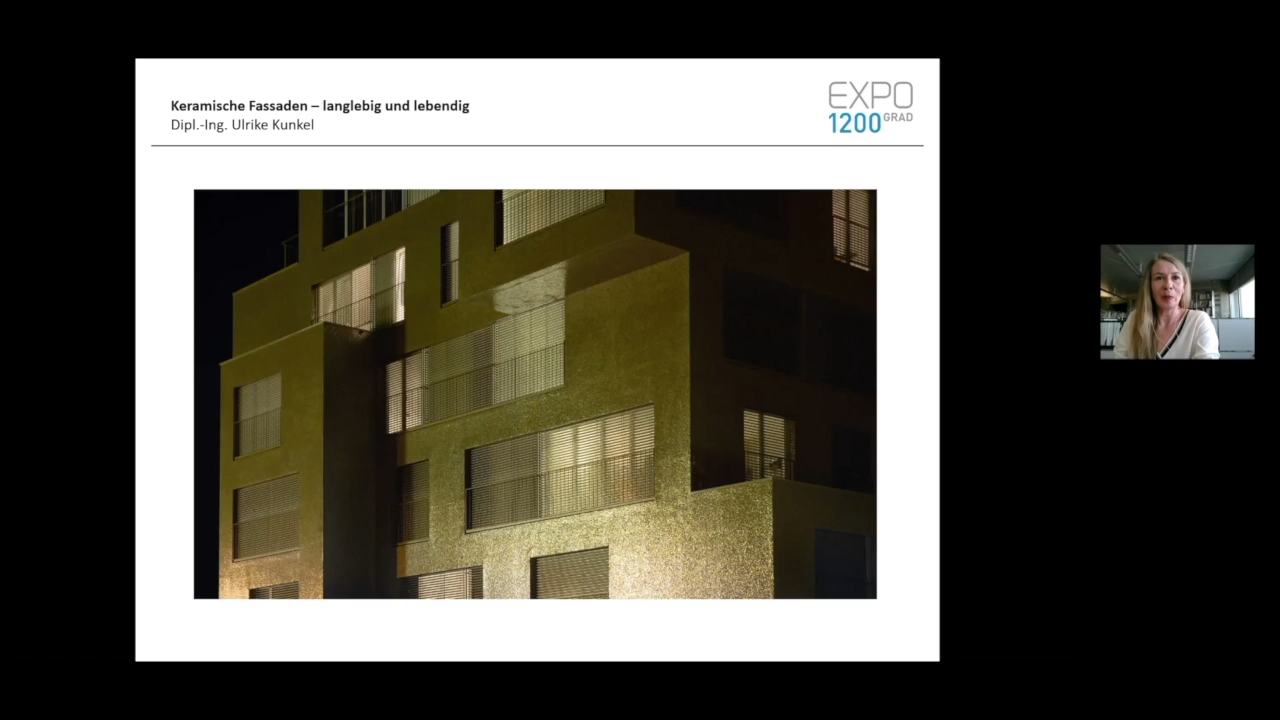 Keramische Fassaden – langlebig und lebendig
Dipl.-Ing. Ulrike Kunkel
EXPO
1200 GRAD